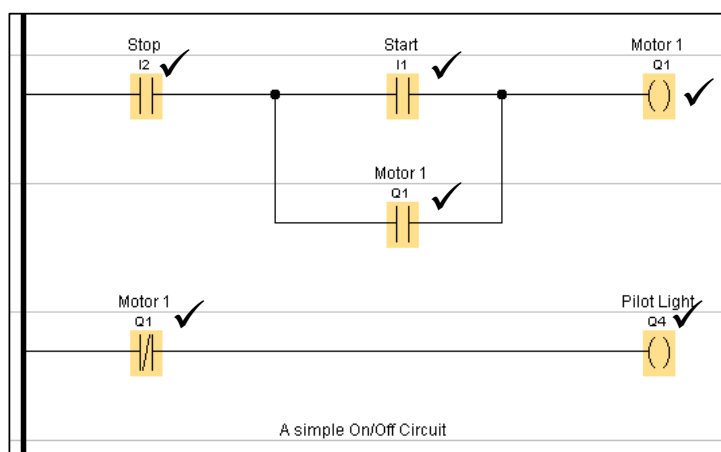 Stop Start Motor 1
I2 I1 Q1
Motor 1
Q1
Motor 1 Pilot Light
Q1 Q4
A simple On/Off Circuit